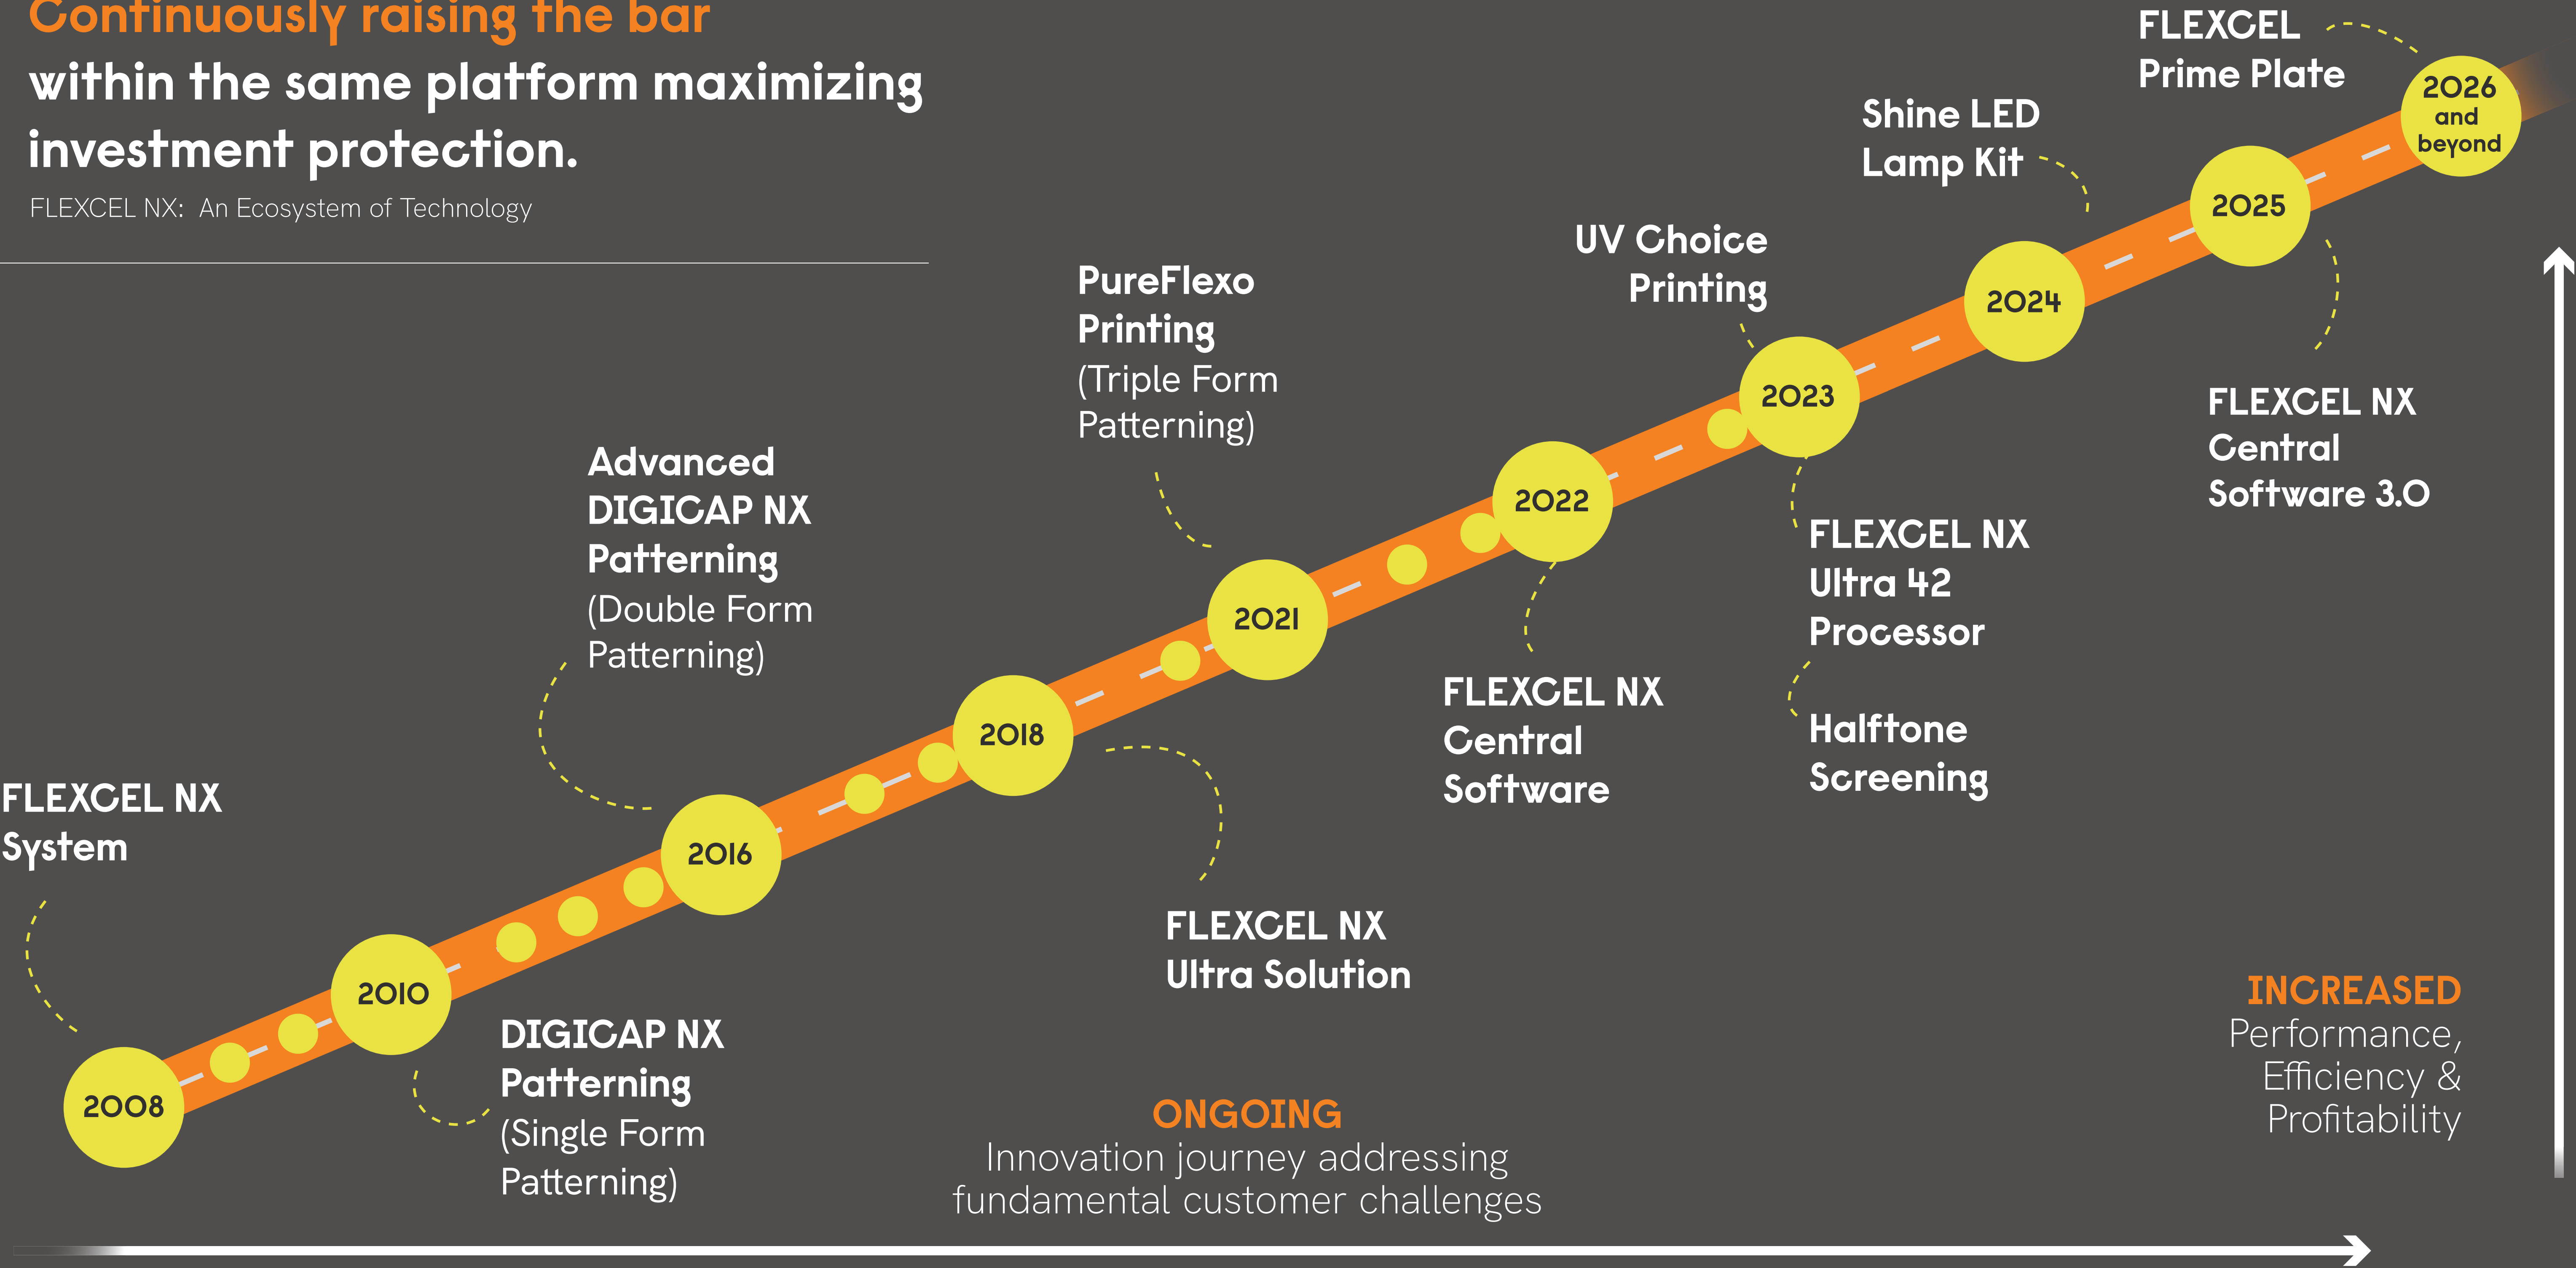 Continuously raising the bar
within the same platform maximizing
investment protection.
FLEXCEL NX: An Ecosystem of Technology
FLEXCEL NX
System
2008
2010
DIGICAP NX
Patterning
(Single Form
Patterning)
Advanced
DIGICAP NX
Patterning
(Double Form
Patterning)
2016
2018
FLEXCEL NX
Ultra Solution
PureFlexo
Printing
(Triple Form
Patterning)
2021
2022
FLEXCEL NX
Central
Software
UV Choice
Printing
2023
FLEXCEL NX
Ultra 42
Processor
Halftone
Screening
Shine LED
Lamp Kit
2024
2025
FLEXCEL NX
Central
Software 3.0
FLEXCEL
Prime Plate
2026
and
beyond
ONGOING
Innovation journey addressing
fundamental customer challenges
INCREASED
Performance,
Efficiency &
Profitability